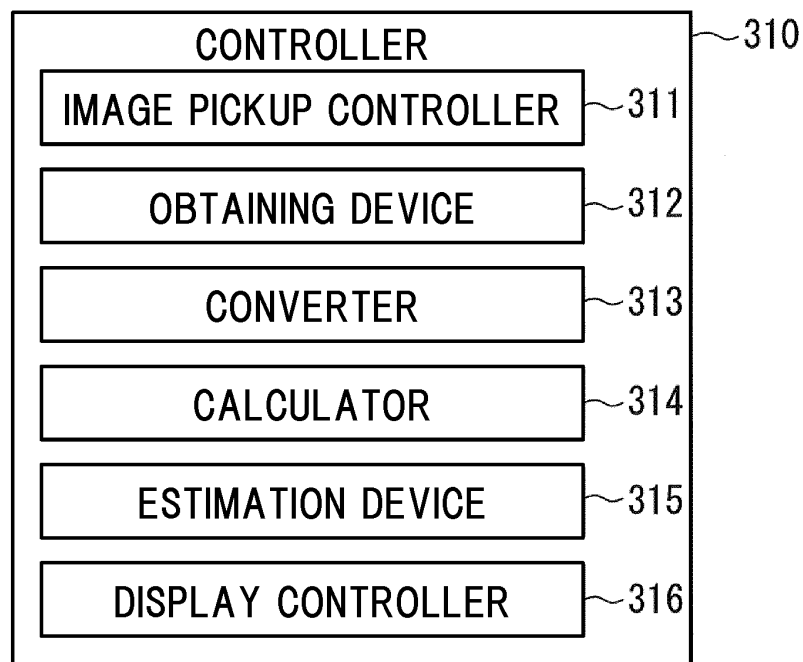 CONTROLLER 310
IMAGE PICKUP CONTROLLER 311
OBTAINING DEVICE 312
CONVERTER 313
CALCULATOR 314
ESTIMATION DEVICE 315
DISPLAY CONTROLLER 316